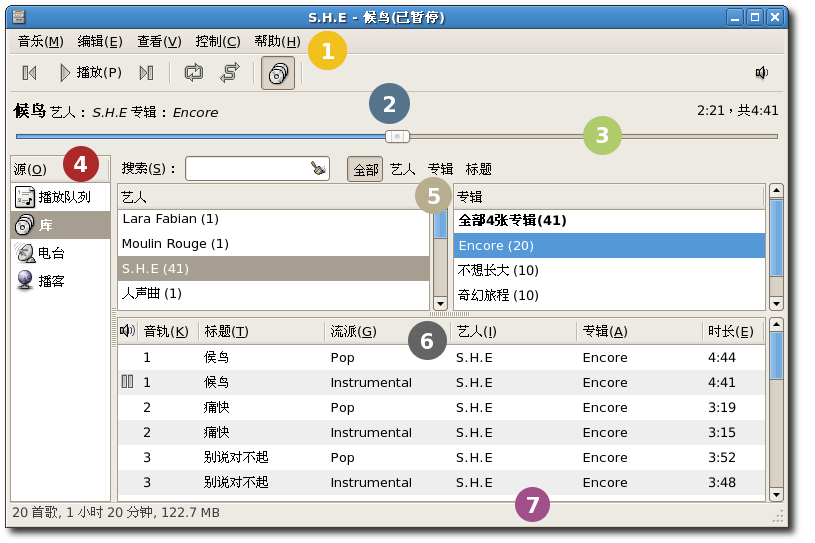 S.H.E - 候鸟(已暂停)
音乐(M) 编辑(E) 查看(V) 控制(C) 帮助(H)
1
播放(P)
2
候鸟 艺人： S.H.E 专辑： Encore 2:21，共4:41
3
源(O) 4 搜索(S)： 全部 艺人 专辑 标题
播放队列
库
电台
播客
5
艺人
Lara Fabian (1)
Moulin Rouge (1)
S.H.E (41)
人声曲 (1)
专辑
全部4张专辑(41)
Encore (20)
不想长大 (10)
奇幻旅程 (10)
音轨(K) 标题(T) 流派(G) 6 艺人(I) 专辑(A) 时长(E)
1 候鸟 Pop S.H.E Encore 4:44
1 候鸟 Instrumental S.H.E Encore 4:41
2 痛快 Pop S.H.E Encore 3:19
2 痛快 Instrumental S.H.E Encore 3:15
3 别说对不起 Pop S.H.E Encore 3:52
3 别说对不起 Instrumental S.H.E Encore 3:48
7
20 首歌, 1 小时 20 分钟, 122.7 MB